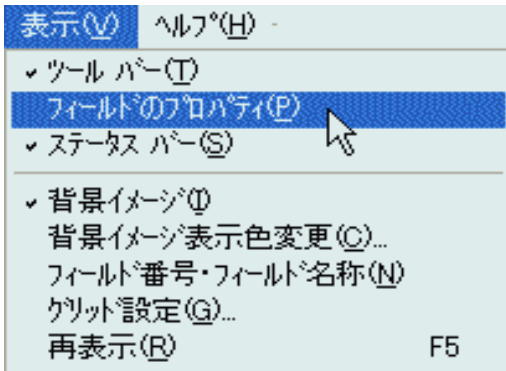 表示(V) ﾍﾙﾌﾟ(H)
ツール ﾊﾞｰ(T)
ﾌｨｰﾙﾄﾞのﾌﾟﾛﾊﾟﾃｨ(P)
ｽﾃｰﾀｽ ﾊﾞｰ(S)
背景ｲﾒｰｼﾞ(I)
背景ｲﾒｰｼﾞ表示色変更(C)...
ﾌｨｰﾙﾄﾞ番号・ﾌｨｰﾙﾄﾞ名称(N)
ｸﾞﾘｯﾄﾞ設定(G)...
再表示(R) F5